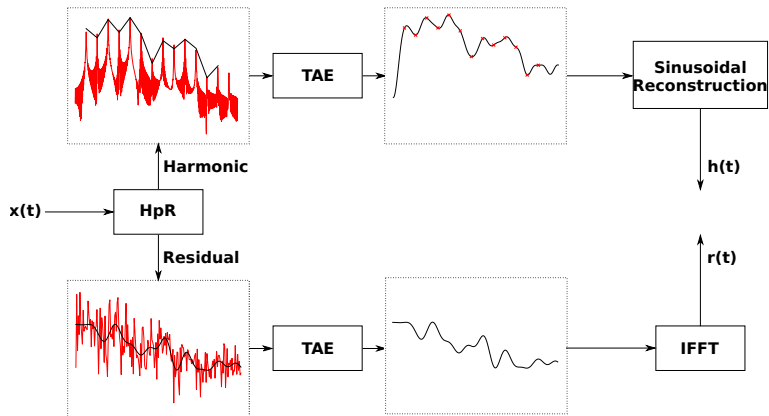 TAE
Sinusoidal
Reconstruction
Harmonic
h(t)
x(t)
HpR
Residual
r(t)
TAE
IFFT